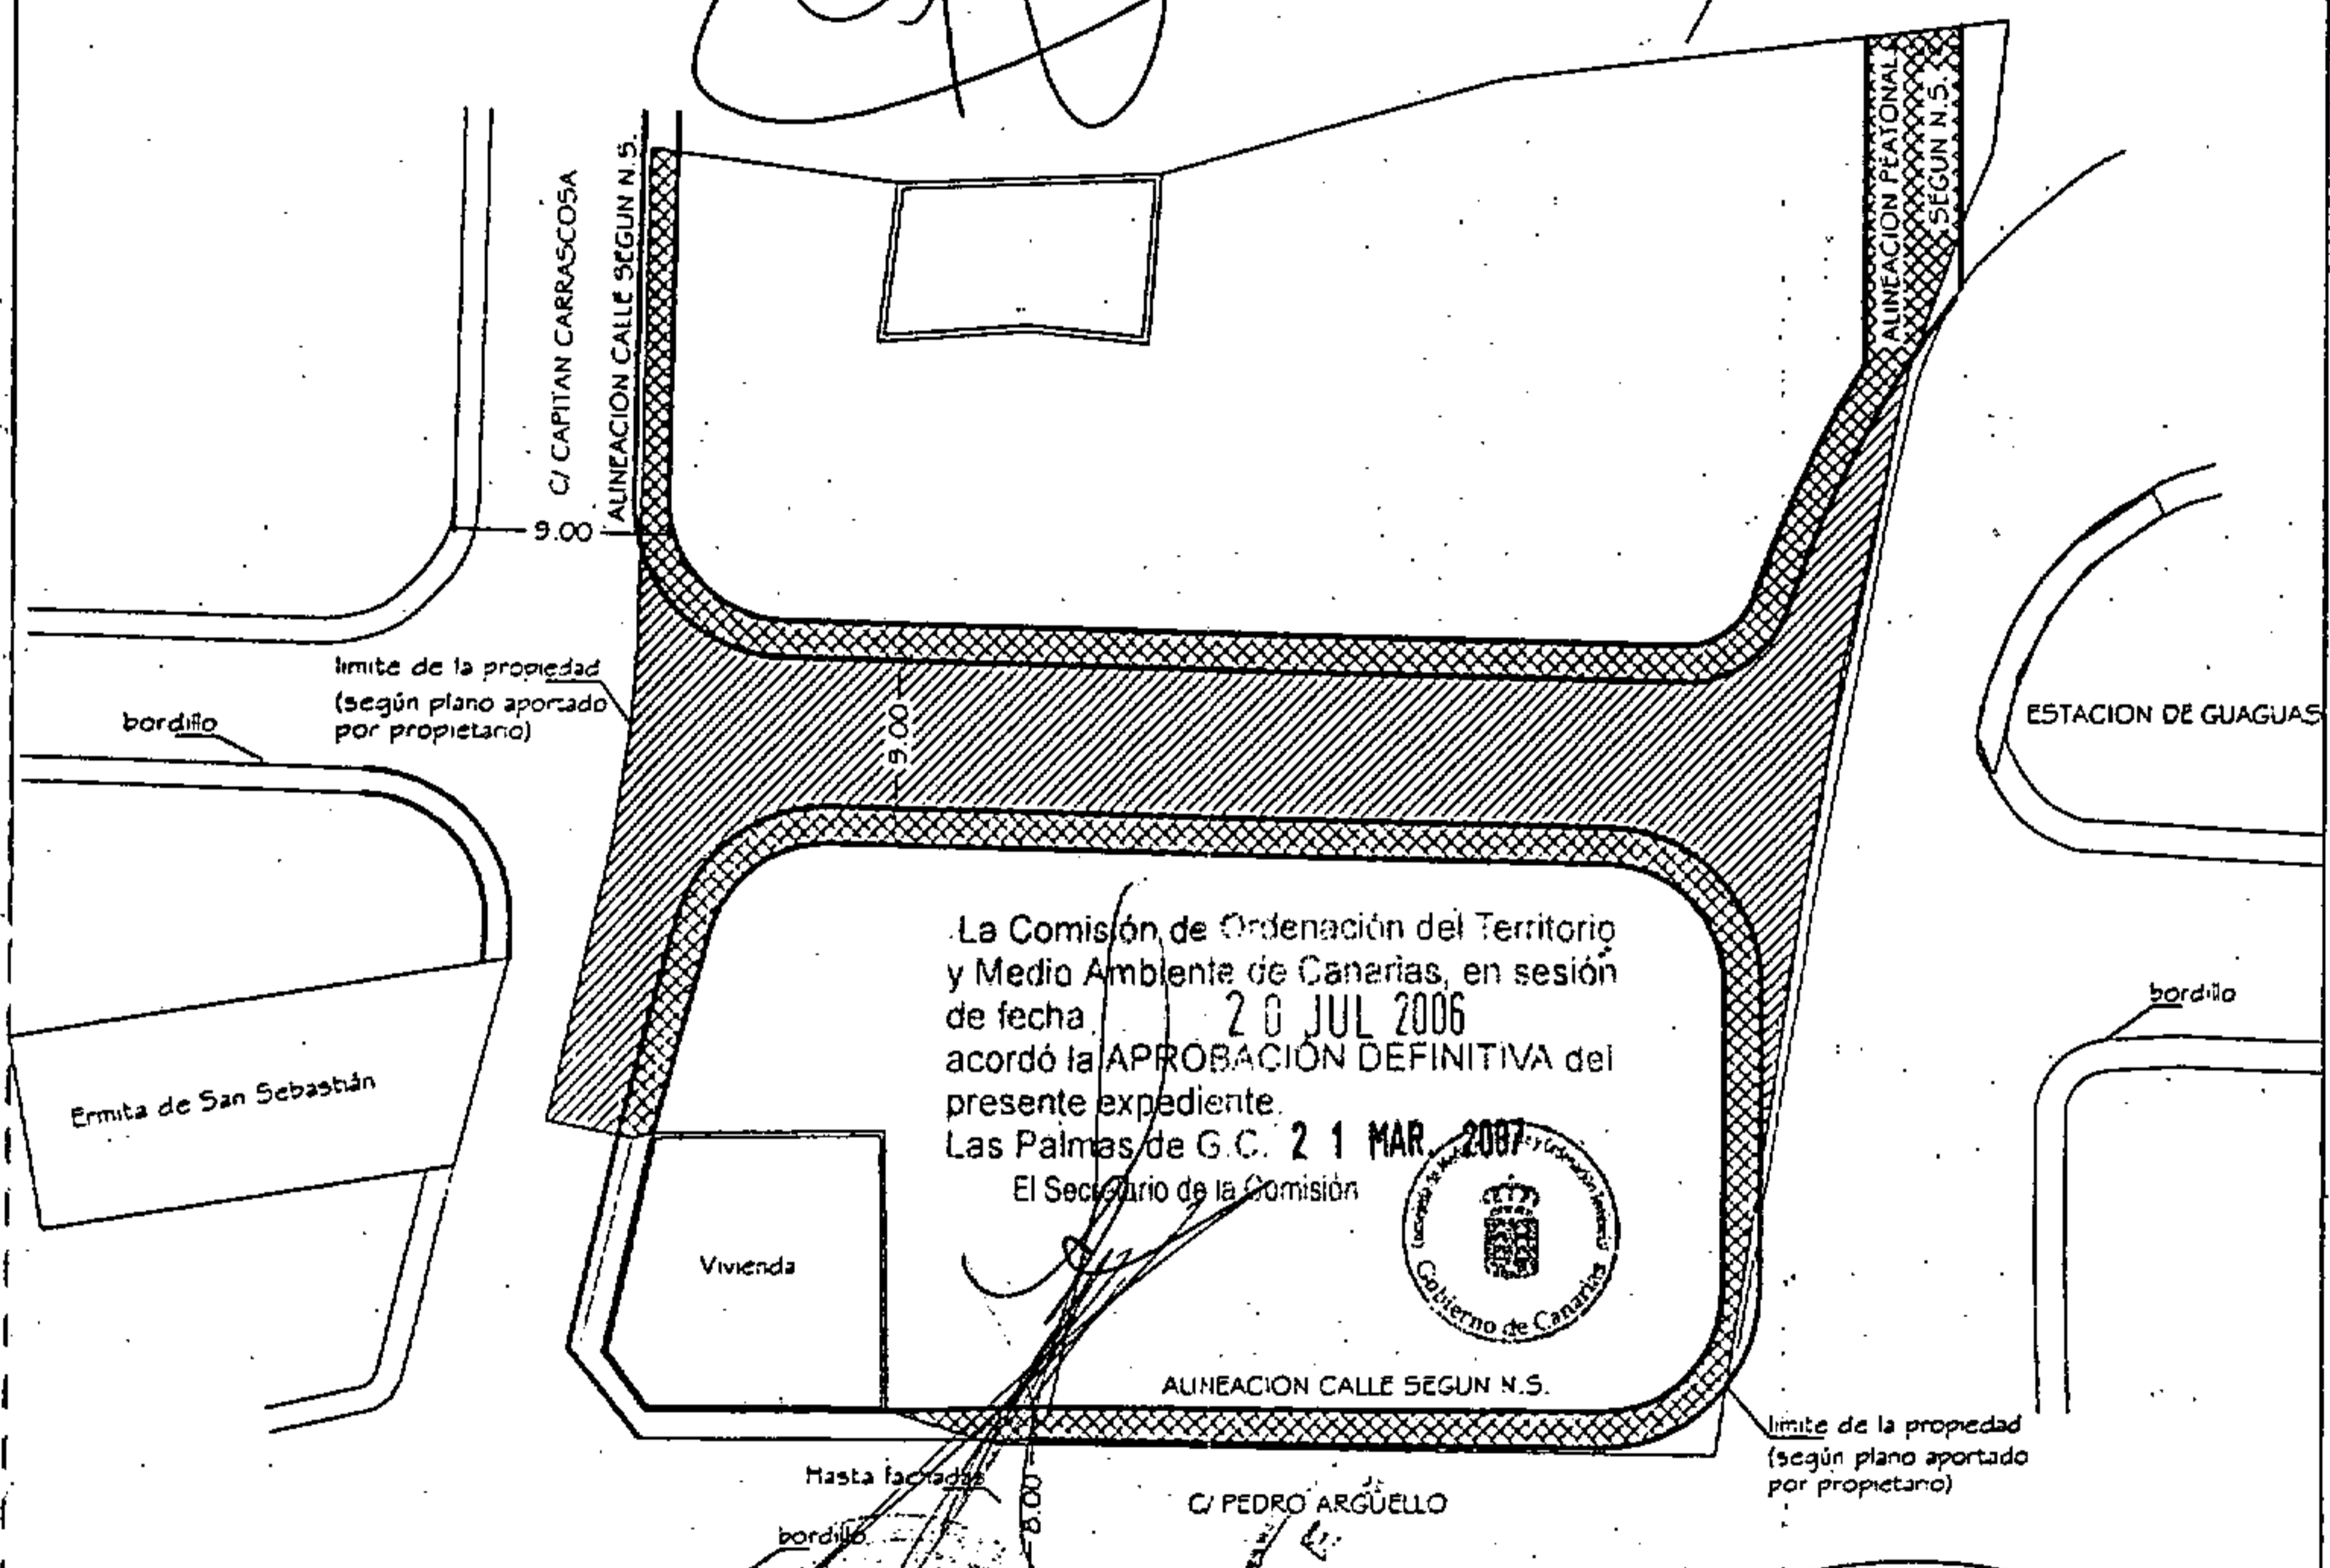 ALINEACION PEATONAL
SEGUN N.S.
C/ CAPITAN CARRASCOSA
ALINEACION CALLE SEGUN N.S.
9.00
limite de la propiedad
(según plano aportado
por propietario)
bordillo
9.00
ESTACION DE GUAGUAS
La Comisión de Ordenación del Territorio
y Medio Ambiente de Canarias, en sesión
de fecha 20 JUL 2006
acordó la APROBACIÓN DEFINITIVA del
presente expediente.
Las Palmas de G.C. 21 MAR. 2007
El Secretario de la Comisión
Gobierno de Canarias
bordillo
Ermita de San Sebastián
Vivienda
ALINEACION CALLE SEGUN N.S.
limite de la propiedad
(según plano aportado
por propietario)
Hasta fachadas
8.00
C/ PEDRO ARGÜELLO
bordillo